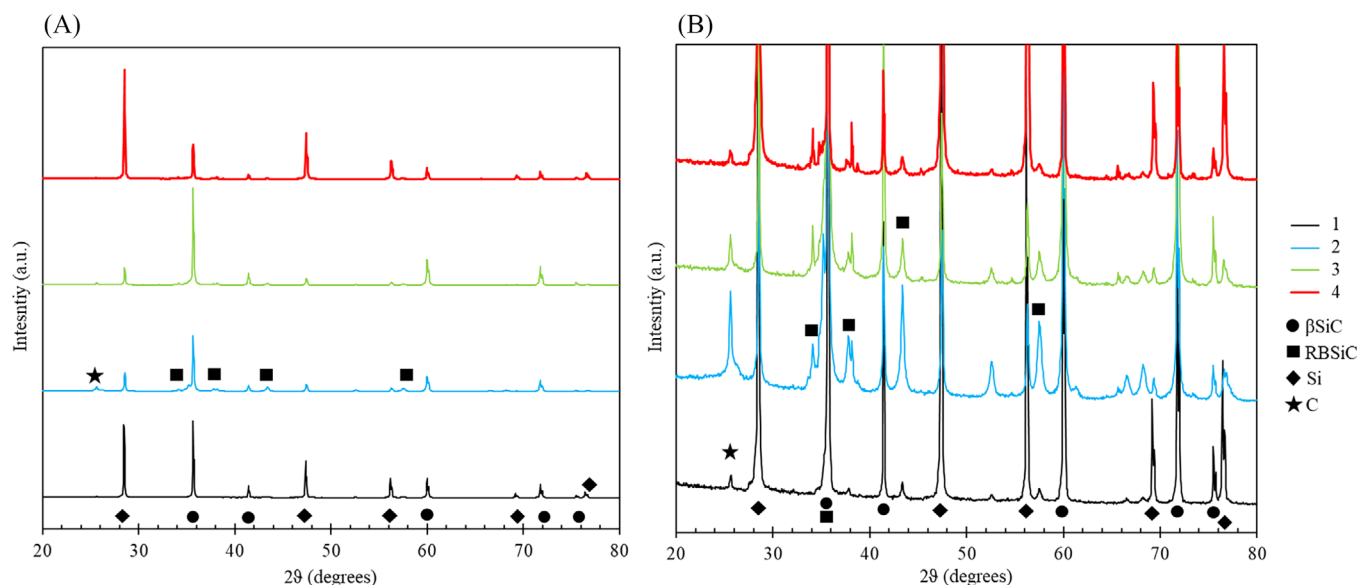 (A)
(B)
Intesntiy (a.u.)
20 30 40 50 60 70 80
2ϑ (degrees)
Intesntiy (a.u.)
20 30 40 50 60 70 80
2ϑ (degrees)
1
2
3
4
βSiC
RBSiC
Si
C